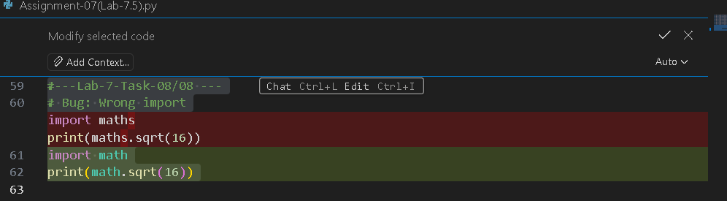 Assignment-07(Lab-7.5).py
Modify selected code
Add Context...
Auto
59 #---Lab-7-Task-08/08 ---
Chat Ctrl+L Edit Ctrl+I
60 # Bug: Wrong import
import maths
print(maths.sqrt(16))
61 import math
62 print(math.sqrt(16))
63